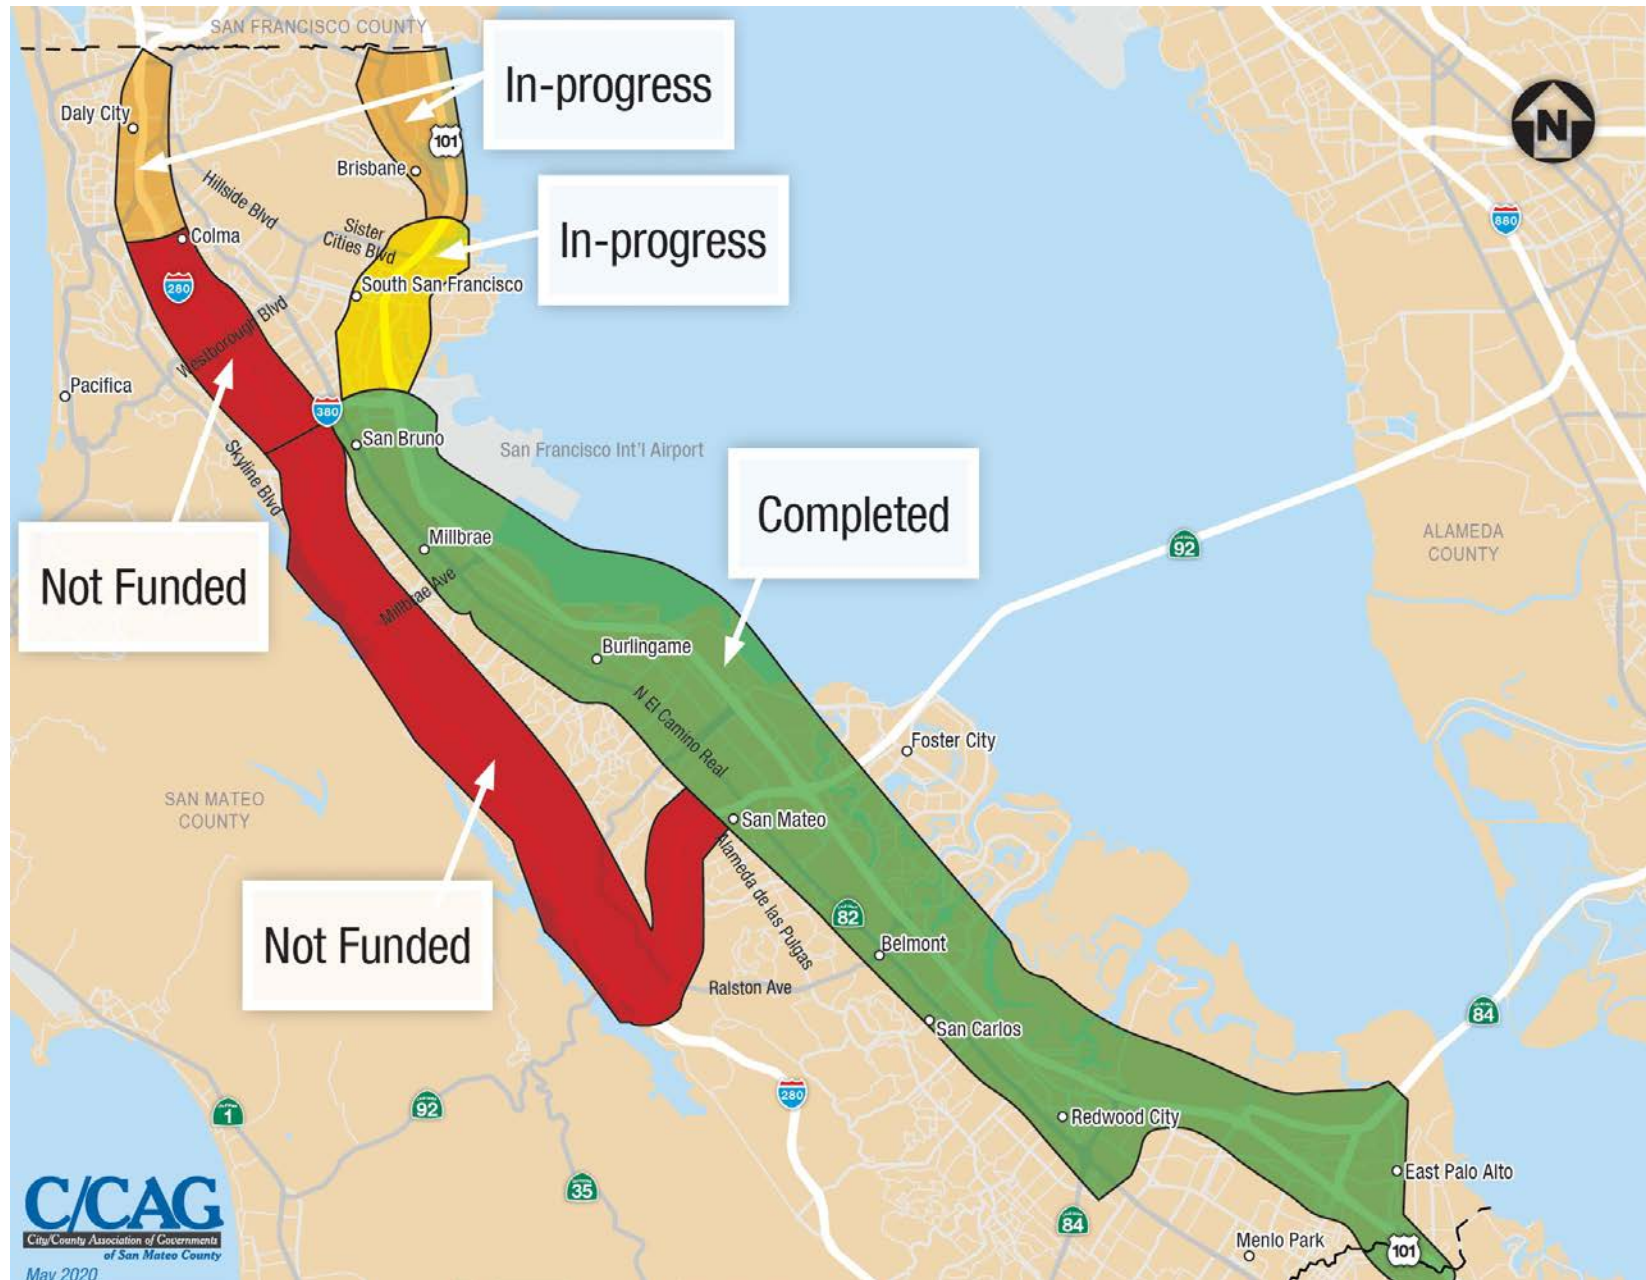 SAN FRANCISCO COUNTY
In-progress
Daly City
101
Brisbane
Hillside Blvd
In-progress
Sister
Cities Blvd
Colma
South San Francisco
280
Westborough Blvd
880
N
Pacifica
380
San Bruno
San Francisco Int'l Airport
Skyline Blvd
Completed
Not Funded
Millbrae
Millbrae Ave
92
ALAMEDA
COUNTY
Burlingame
N El Camino Real
Foster City
SAN MATEO
COUNTY
San Mateo
Alameda de las Pulgas
Not Funded
82
Belmont
Ralston Ave
San Carlos
84
280
1
92
Redwood City
East Palo Alto
35
84
Menlo Park
101
C/CAG
City/County Association of Governments
of San Mateo County
May 2020